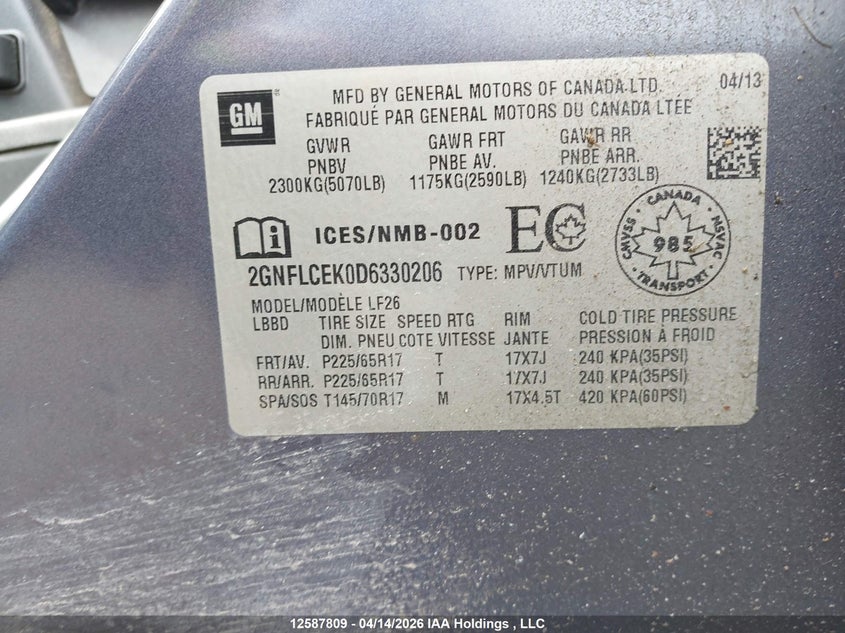 GM
MFD BY GENERAL MOTORS OF CANADA LTD. 04/13
FABRIQUÉ PAR GENERAL MOTORS DU CANADA LTÉE
GVWR GAWR FRT GAWR RR
PNBV PNBE AV. PNBE ARR.
2300KG(5070LB) 1175KG(2590LB) 1240KG(2733LB)
ICES/NMB-002 EC
CANADA
CMVSS 985 NSVAC
TRANSPORT
2GNFLCEK0D6330206 TYPE: MPV/VTUM
MODEL/MODÈLE LF26
LBBD TIRE SIZE SPEED RTG RIM COLD TIRE PRESSURE
DIM. PNEU COTE VITESSE JANTE PRESSION À FROID
FRT/AV. P225/65R17 T 17X7J 240 KPA(35PSI)
RR/ARR. P225/65R17 T 17X7J 240 KPA(35PSI)
SPA/SOS T145/70R17 M 17X4.5T 420 KPA(60PSI)
12587809 - 04/14/2026 IAA Holdings , LLC